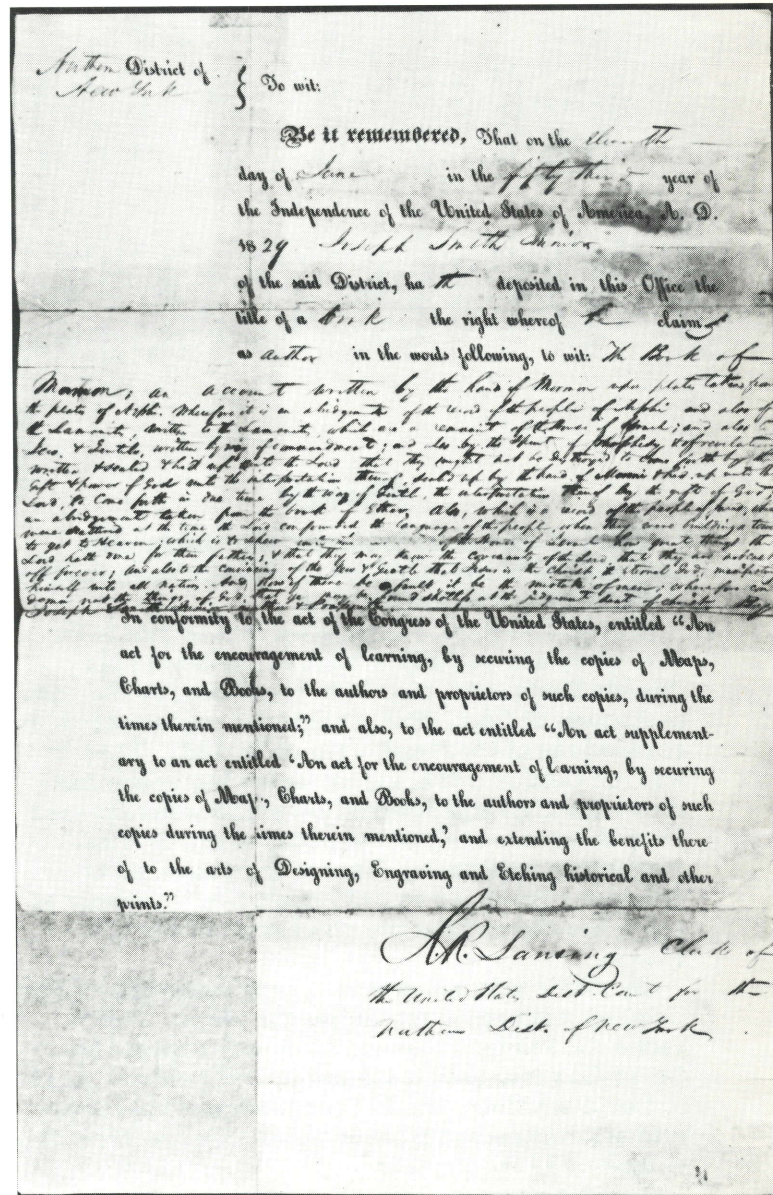 Northern District of
New York
{ To wit:
Be it remembered, That on the eleventh
day of June in the fifty third year of
the Independence of the United States of America, A. D.
1829 Joseph Smith Junior
of the said District, hath deposited in this Office the
title of a book the right whereof he claims
as author in the words following, to wit: The Book of
Mormon; an account written by the hand of Mormon upon plates taken from
the plates of Nephi. Wherefore it is an abridgment of the record of the people of Nephi and also of
the Lamanites, written to the Lamanites, which are a remnant of the House of Israel; and also to
Jews & Gentiles, written by way of commandment; and also by the Spirit of Prophesy & of revelation
written & sealed & hid up unto the Lord that they might not be destroyed to come forth by the
gift & power of God unto the interpretation thereof, sealed up by the hand of Moroni & hid up unto the
Lord, to come forth in due time by the way of Gentile, the interpretation thereof by the gift of God;
an abridgment taken from the book of Ether. Also, which is a record of the people of Jared, who
were scattered at the time the Lord confounded the language of the people when they were building a tower
to get to Heaven: which is to shew unto the remnant of the House of Israel how great things the
Lord hath done for their fathers; & that they may know the covenants of the Lord, that they are not cast
off forever; and also to the convincing of the Jew & Gentile that Jesus is the Christ the eternal God, manifesting
himself unto all nations. And now if there be fault it be the mistake of men; wherefore con
demn not the things of God, that ye may be found spotless at the judgment seat of Christ. By
Joseph Smith
In conformity to the act of the Congress of the United States, entitled “An
act for the encouragement of learning, by securing the copies of Maps,
Charts, and Books, to the authors and proprietors of such copies, during the
times therein mentioned;” and also, to the act entitled “An act supplement-
ary to an act entitled ‘An act for the encouragement of learning, by securing
the copies of Maps, Charts, and Books, to the authors and proprietors of such
copies during the times therein mentioned,’ and extending the benefits there
of to the arts of Designing, Engraving and Etching historical and other
prints.”
R.R. Lansing Clerk of
the United States Dist. Court for the
northern Dist. of New York